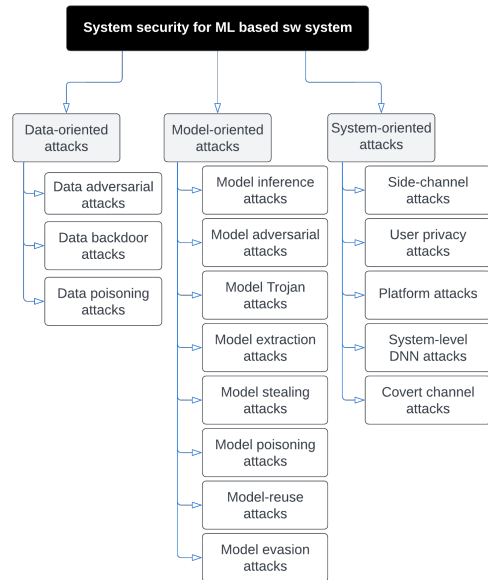 System security for ML based sw system
Data-oriented
attacks
Data adversarial
attacks
Data backdoor
attacks
Data poisoning
attacks
Model-oriented
attacks
Model inference
attacks
Model adversarial
attacks
Model Trojan
attacks
Model extraction
attacks
Model stealing
attacks
Model poisoning
attacks
Model-reuse
attacks
Model evasion
attacks
System-oriented
attacks
Side-channel
attacks
User privacy
attacks
Platform attacks
System-level
DNN attacks
Covert channel
attacks